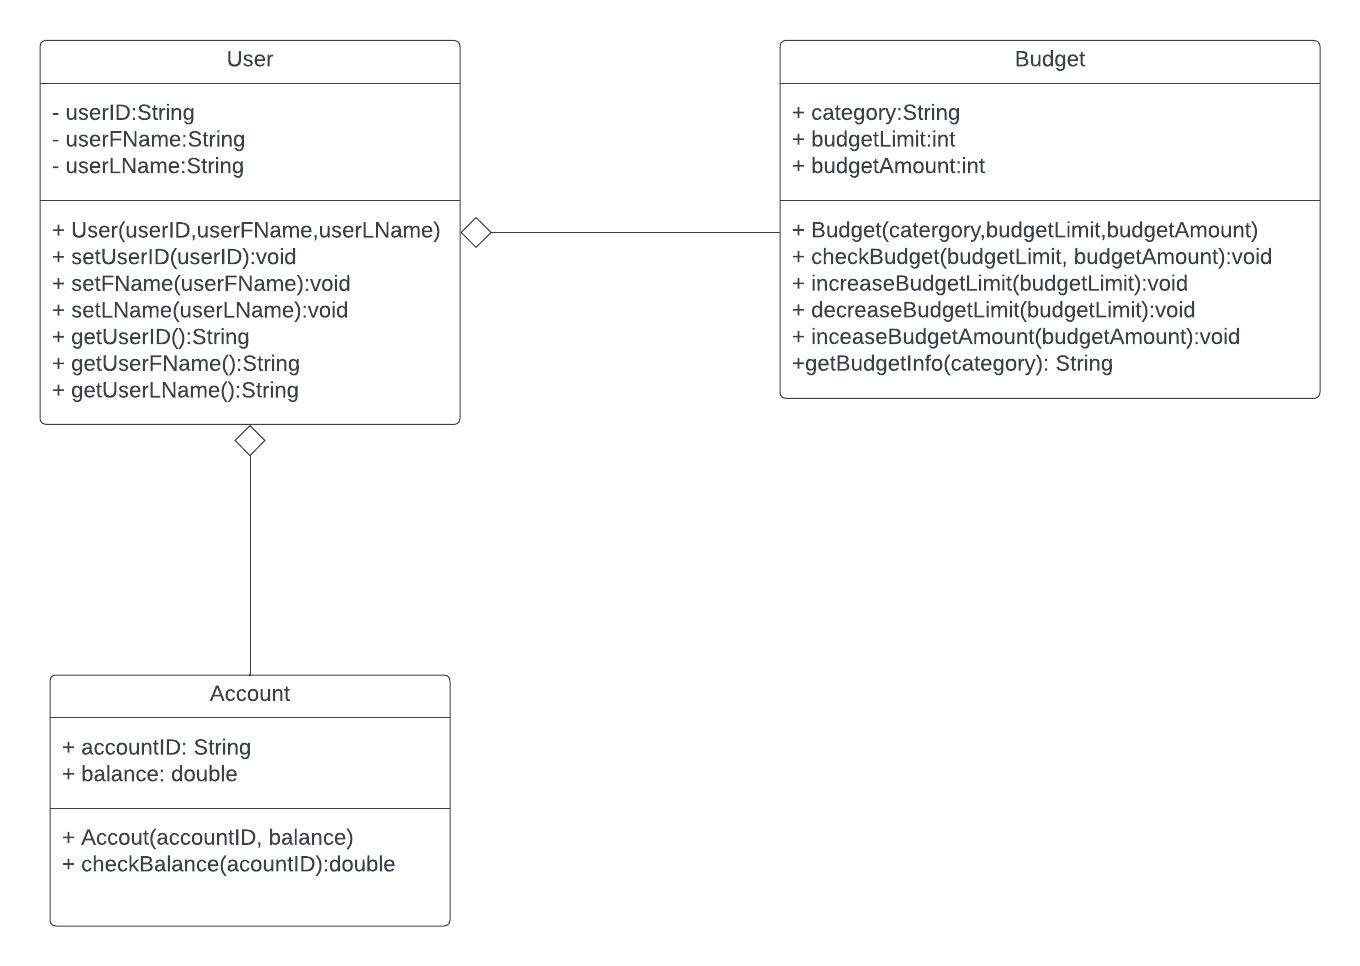 User
- userID:String
- userFName:String
- userLName:String
+ User(userID,userFName,userLName)
+ setUserID(userID):void
+ setFName(userFName):void
+ setLName(userLName):void
+ getUserID():String
+ getUserFName():String
+ getUserLName():String
Budget
+ category:String
+ budgetLimit:int
+ budgetAmount:int
+ Budget(catergory,budgetLimit,budgetAmount)
+ checkBudget(budgetLimit, budgetAmount):void
+ increaseBudgetLimit(budgetLimit):void
+ decreaseBudgetLimit(budgetLimit):void
+ inceaseBudgetAmount(budgetAmount):void
+getBudgetInfo(category): String
Account
+ accountID: String
+ balance: double
+ Accout(accountID, balance)
+ checkBalance(acountID):double